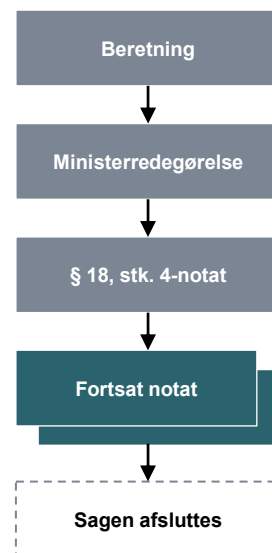 Beretning
Ministerredegørelse
§ 18, stk. 4-notat
Fortsat notat
Sagen afsluttes